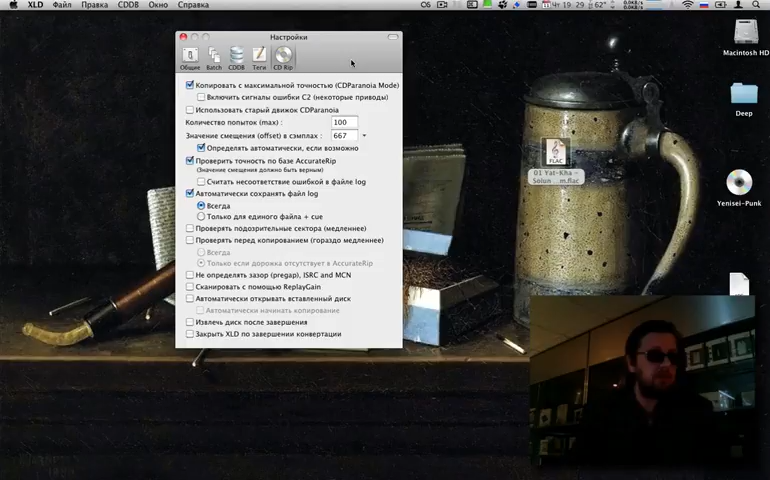 XLD Файл Правка CDDB Окно Справка
Настройки
Общие Batch CDDB Теги CD Rip
Копировать с максимальной точностью (CDParanoia Mode)
Включить сигналы ошибки C2 (некоторые приводы)
Использовать старый движок CDParanoia
Количество попыток (max) : 100
Значение смещения (offset) в сэмплах : 667
Определять автоматически, если возможно
Проверить точность по базе AccurateRip
(Значение смещения должно быть верным)
Считать несоответствие ошибкой в файле log
Автоматически сохранять файл log
Всегда
Только для единого файла + cue
Проверять подозрительные сектора (медленнее)
Проверять перед копированием (гораздо медленнее)
Всегда
Только если дорожка отсутствует в AccurateRip
Не определять зазор (pregap), ISRC and MCN
Сканировать с помощью ReplayGain
Автоматически открывать вставленный диск
Автоматически начинать копирование
Извлечь диск после завершения
Закрыть XLD по завершении конвертации
Macintosh HD
Deep
FLAC
01 Yat-Kha –
Solun ...m.flac
Yenisei-Punk